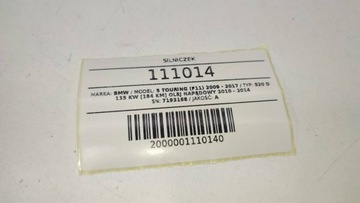 SILNICZEK
111014
MARKA: BMW / MODEL: 5 TOURING (F11) 2009 - 2017 / TYP: 520 D
135 KW [184 KM] OLEJ NAPĘDOWY 2010 - 2014
SN: 7193168 / JAKOŚĆ: A
2000001110140